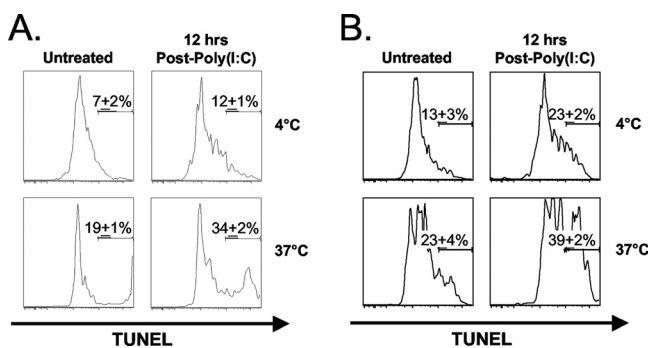 A.
12 hrs
Untreated Post-Poly(I:C)
7+2% 12+1% 4°C
19+1% 34+2% 37°C
TUNEL
B.
12 hrs
Untreated Post-Poly(I:C)
13+3% 23+2% 4°C
23+4% 39+2% 37°C
TUNEL